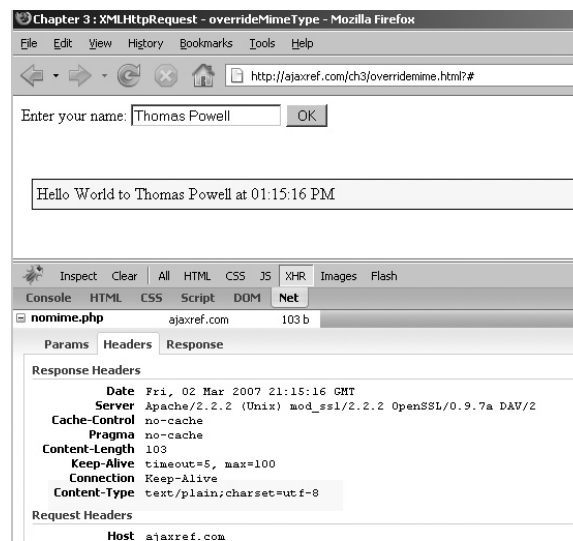 Chapter 3 : XMLHttpRequest - overrideMimeType - Mozilla Firefox
File Edit View History Bookmarks Tools Help
http://ajaxref.com/ch3/overridemime.html?#
Enter your name: Thomas Powell OK
Hello World to Thomas Powell at 01:15:16 PM
Inspect Clear All HTML CSS JS XHR Images Flash
Console HTML CSS Script DOM Net
nomime.php ajaxref.com 103 b
Params Headers Response
Response Headers
Date Fri, 02 Mar 2007 21:15:16 GMT
Server Apache/2.2.2 (Unix) mod_ssl/2.2.2 OpenSSL/0.9.7a DAV/2
Cache-Control no-cache
Pragma no-cache
Content-Length 103
Keep-Alive timeout=5, max=100
Connection Keep-Alive
Content-Type text/plain;charset=utf-8
Request Headers
Host ajaxref.com